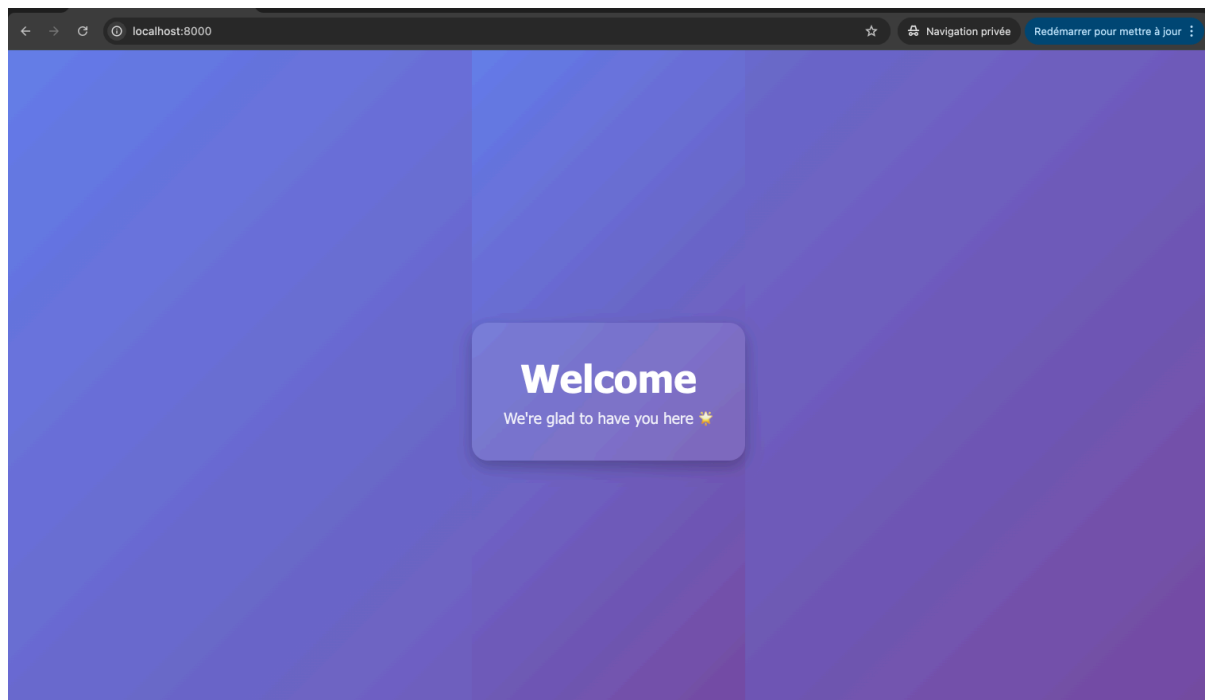 localhost:8000
Navigation privée
Redémarrer pour mettre à jour
Welcome
We're glad to have you here 🌟